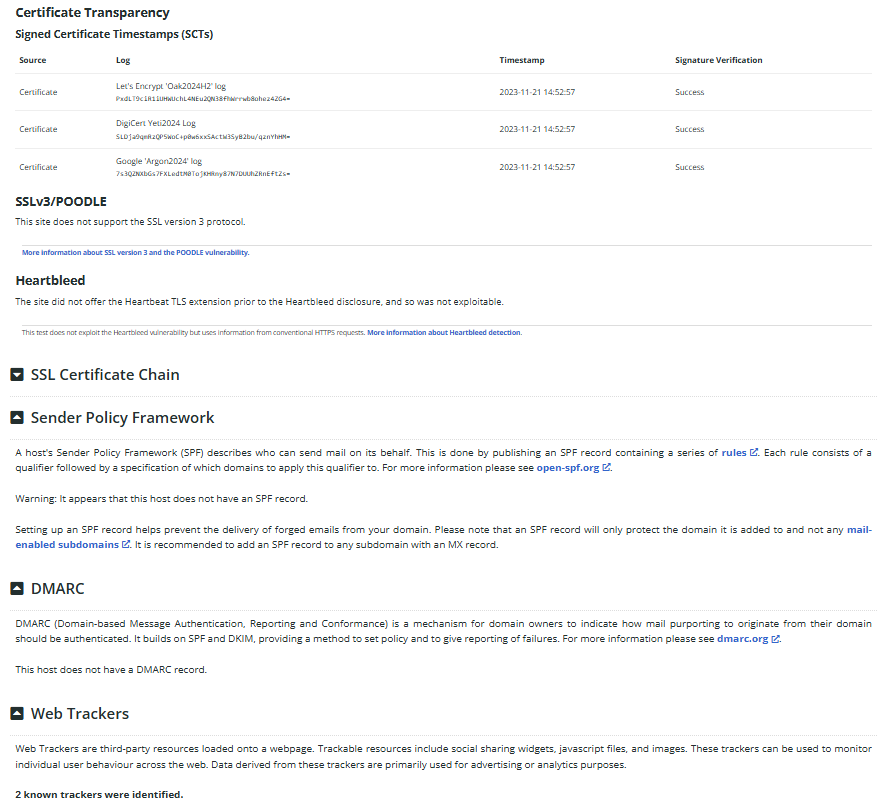 Certificate Transparency
Signed Certificate Timestamps (SCTs)
Source Log Timestamp Signature Verification
Certificate Let's Encrypt 'Oak2024H2' log 2023-11-21 14:52:57 Success
Certificate DigiCert Yeti2024 Log 2023-11-21 14:52:57 Success
Certificate Google 'Argon2024' log 2023-11-21 14:52:57 Success
SSLv3/POODLE
This site does not support the SSL version 3 protocol.
More information about SSL version 3 and the POODLE vulnerability.
Heartbleed
The site did not offer the Heartbeat TLS extension prior to the Heartbleed disclosure, and so was not exploitable.
This test does not exploit the Heartbleed vulnerability but uses information from conventional HTTPS requests. More information about Heartbleed detection.
SSL Certificate Chain
Sender Policy Framework
A host's Sender Policy Framework (SPF) describes who can send mail on its behalf. This is done by publishing an SPF record containing a series of rules. Each rule consists of a
qualifier followed by a specification of which domains to apply this qualifier to. For more information please see open-spf.org.
Warning: It appears that this host does not have an SPF record.
Setting up an SPF record helps prevent the delivery of forged emails from your domain. Please note that an SPF record will only protect the domain it is added to and not any mail-
enabled subdomains. It is recommended to add an SPF record to any subdomain with an MX record.
DMARC
DMARC (Domain-based Message Authentication, Reporting and Conformance) is a mechanism for domain owners to indicate how mail purporting to originate from their domain
should be authenticated. It builds on SPF and DKIM, providing a method to set policy and to give reporting of failures. For more information please see dmarc.org.
This host does not have a DMARC record.
Web Trackers
Web Trackers are third-party resources loaded onto a webpage. Trackable resources include social sharing widgets, javascript files, and images. These trackers can be used to monitor
individual user behaviour across the web. Data derived from these trackers are primarily used for advertising or analytics purposes.
2 known trackers were identified.